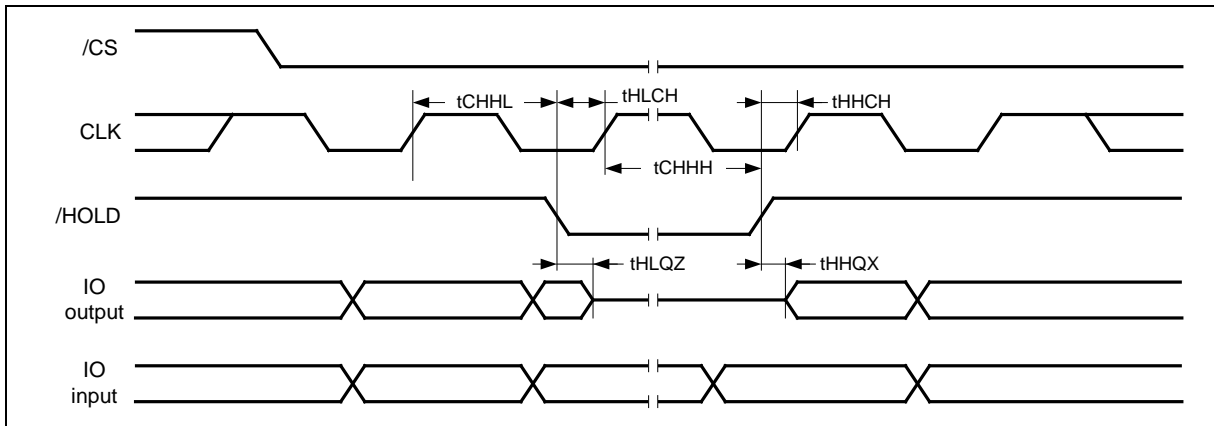 /CS
tCHHL
tHLCH
tHHCH
CLK
tCHHH
/HOLD
tHLQZ
tHHQX
IO
output
IO
input